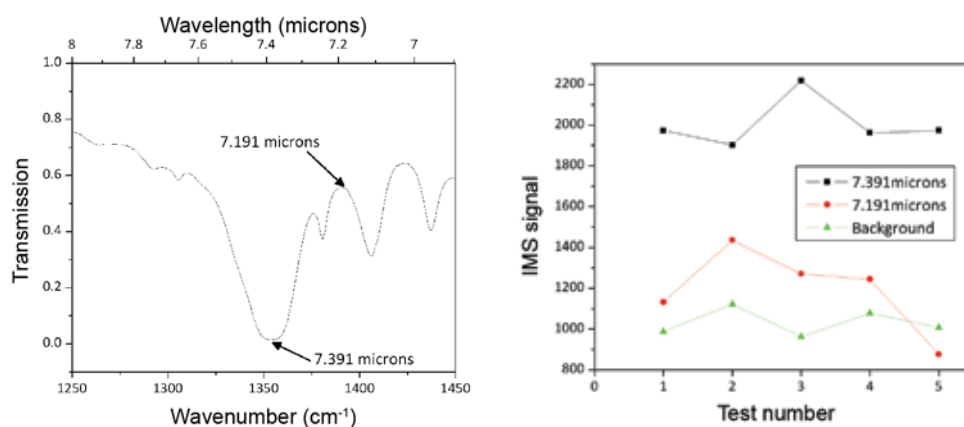 Wavelength (microns)
8 7.8 7.6 7.4 7.2 7
1.0
0.8
0.6
0.4
0.2
0.0
Transmission
7.191 microns
7.391 microns
1250 1300 1350 1400 1450
Wavenumber (cm⁻¹)
2200
2000
1800
1600
1400
1200
1000
800
IMS signal
7.391microns
7.191microns
Background
0 1 2 3 4 5
Test number